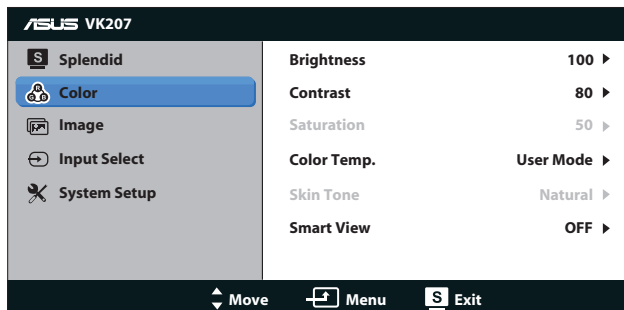 ASUS VK207
S Splendid
Color
Image
Input Select
System Setup
Brightness 100
Contrast 80
Saturation 50
Color Temp. User Mode
Skin Tone Natural
Smart View OFF
Move Menu S Exit